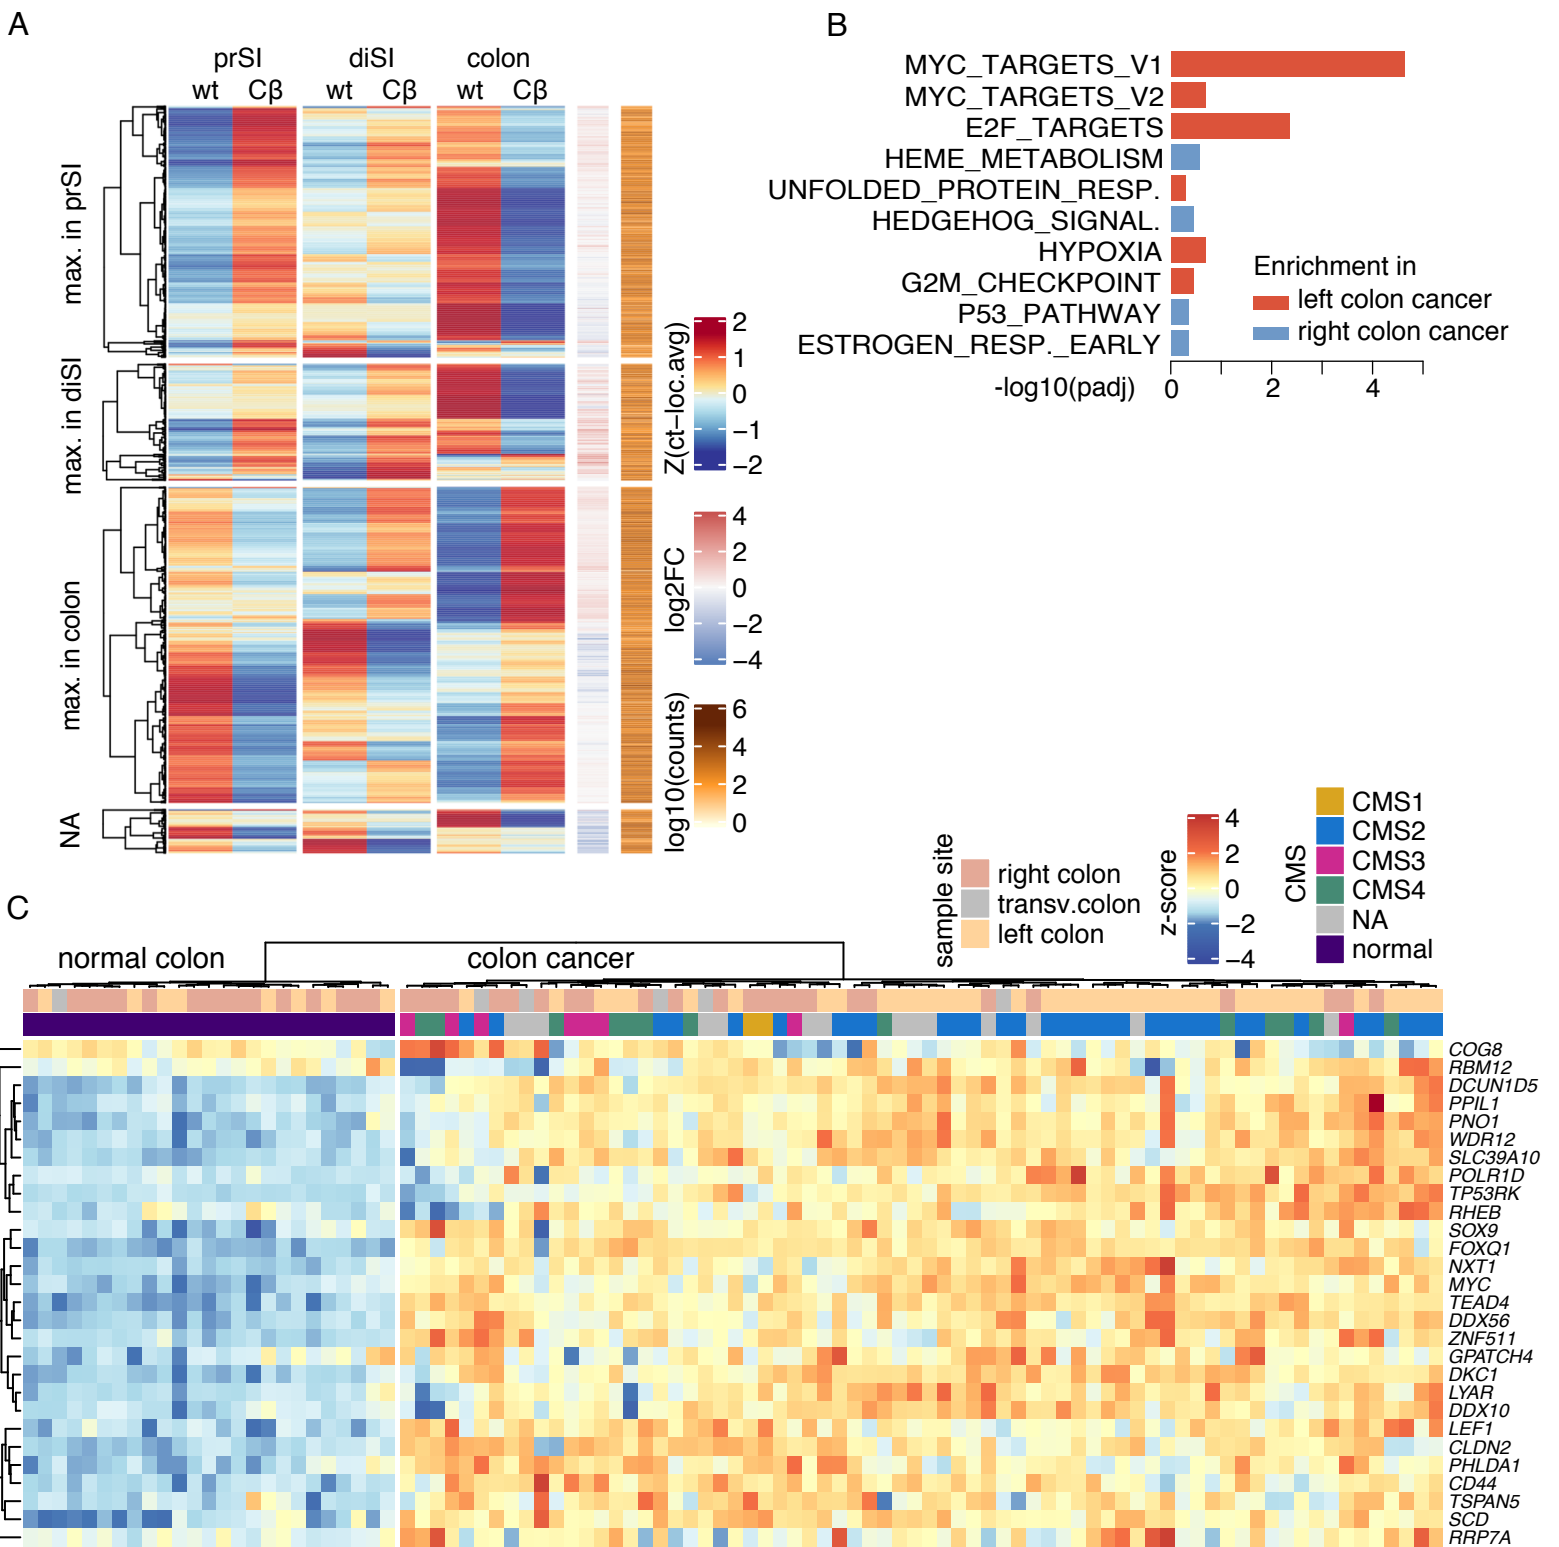 A
prSI
diSI
colon
wt
Cβ
wt
Cβ
wt
Cβ
max. in prSI
max. in diSI
max. in colon
NA
Z(ct−loc.avg)
2
1
0
−1
−2
log2FC
4
2
0
−2
−4
log10(counts)
6
4
2
0
B
MYC_TARGETS_V1
MYC_TARGETS_V2
E2F_TARGETS
HEME_METABOLISM
UNFOLDED_PROTEIN_RESP.
HEDGEHOG_SIGNAL.
HYPOXIA
G2M_CHECKPOINT
P53_PATHWAY
ESTROGEN_RESP._EARLY
-log10(padj)
0
2
4
Enrichment in
left colon cancer
right colon cancer
C
sample site
right colon
transv.colon
left colon
z-score
4
2
0
−2
−4
CMS
CMS1
CMS2
CMS3
CMS4
NA
normal
normal colon
colon cancer
COG8
RBM12
DCUN1D5
PPIL1
PNO1
WDR12
SLC39A10
POLR1D
TP53RK
RHEB
SOX9
FOXQ1
NXT1
MYC
TEAD4
DDX56
ZNF511
GPATCH4
DKC1
LYAR
DDX10
LEF1
CLDN2
PHLDA1
CD44
TSPAN5
SCD
RRP7A